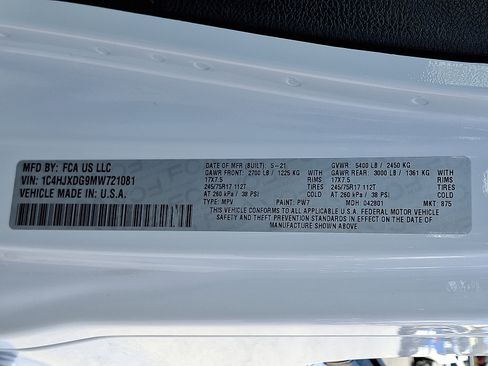 MFD BY: FCA US LLC
VIN: 1C4HJXDG9MW721081
VEHICLE MADE IN: U.S.A.
DATE OF MFR (BUILT): 5-21 GVWR: 5400 LB / 2450 KG
GAWR FRONT: 2700 LB / 1225 KG WITH GAWR REAR: 3000 LB / 1361 KG WITH
17X7.5 RIMS 17X7.5 RIMS
245/75R17 112T 245/75R17 112T
AT 260 kPa / 38 PSI COLD AT 260 kPa / 38 PSI COLD
TYPE: MPV PAINT: PW7 MDH: 042801 MKT: 875
THIS VEHICLE CONFORMS TO ALL APPLICABLE U.S.A. FEDERAL MOTOR VEHICLE
SAFETY AND THEFT PREVENTION STANDARDS IN EFFECT ON THE DATE OF
MANUFACTURE SHOWN ABOVE.